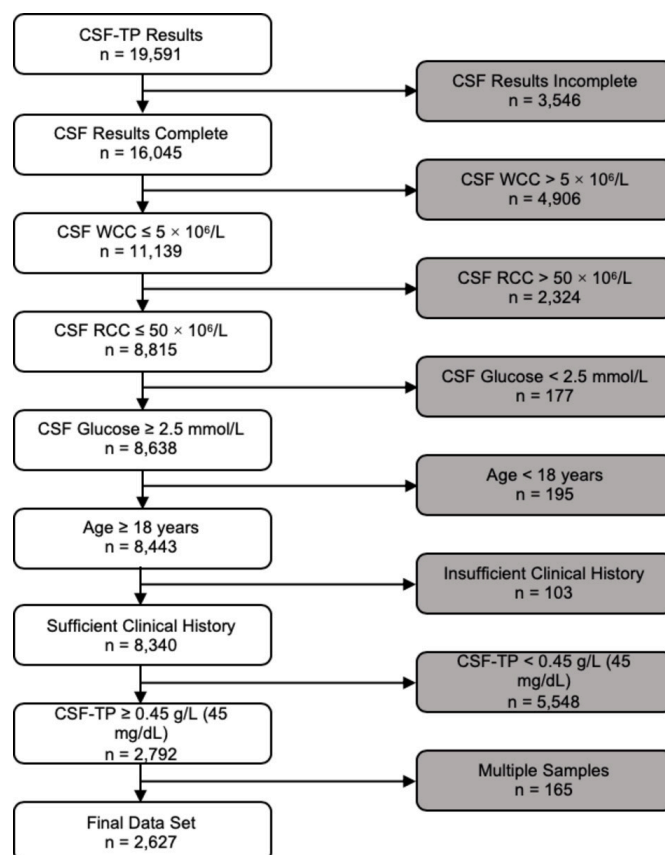 CSF-TP Results
n = 19,591
CSF Results Incomplete
n = 3,546
CSF Results Complete
n = 16,045
CSF WCC > 5 × 10⁶/L
n = 4,906
CSF WCC ≤ 5 × 10⁶/L
n = 11,139
CSF RCC > 50 × 10⁶/L
n = 2,324
CSF RCC ≤ 50 × 10⁶/L
n = 8,815
CSF Glucose < 2.5 mmol/L
n = 177
CSF Glucose ≥ 2.5 mmol/L
n = 8,638
Age < 18 years
n = 195
Age ≥ 18 years
n = 8,443
Insufficient Clinical History
n = 103
Sufficient Clinical History
n = 8,340
CSF-TP < 0.45 g/L (45
mg/dL)
n = 5,548
CSF-TP ≥ 0.45 g/L (45
mg/dL)
n = 2,792
Multiple Samples
n = 165
Final Data Set
n = 2,627